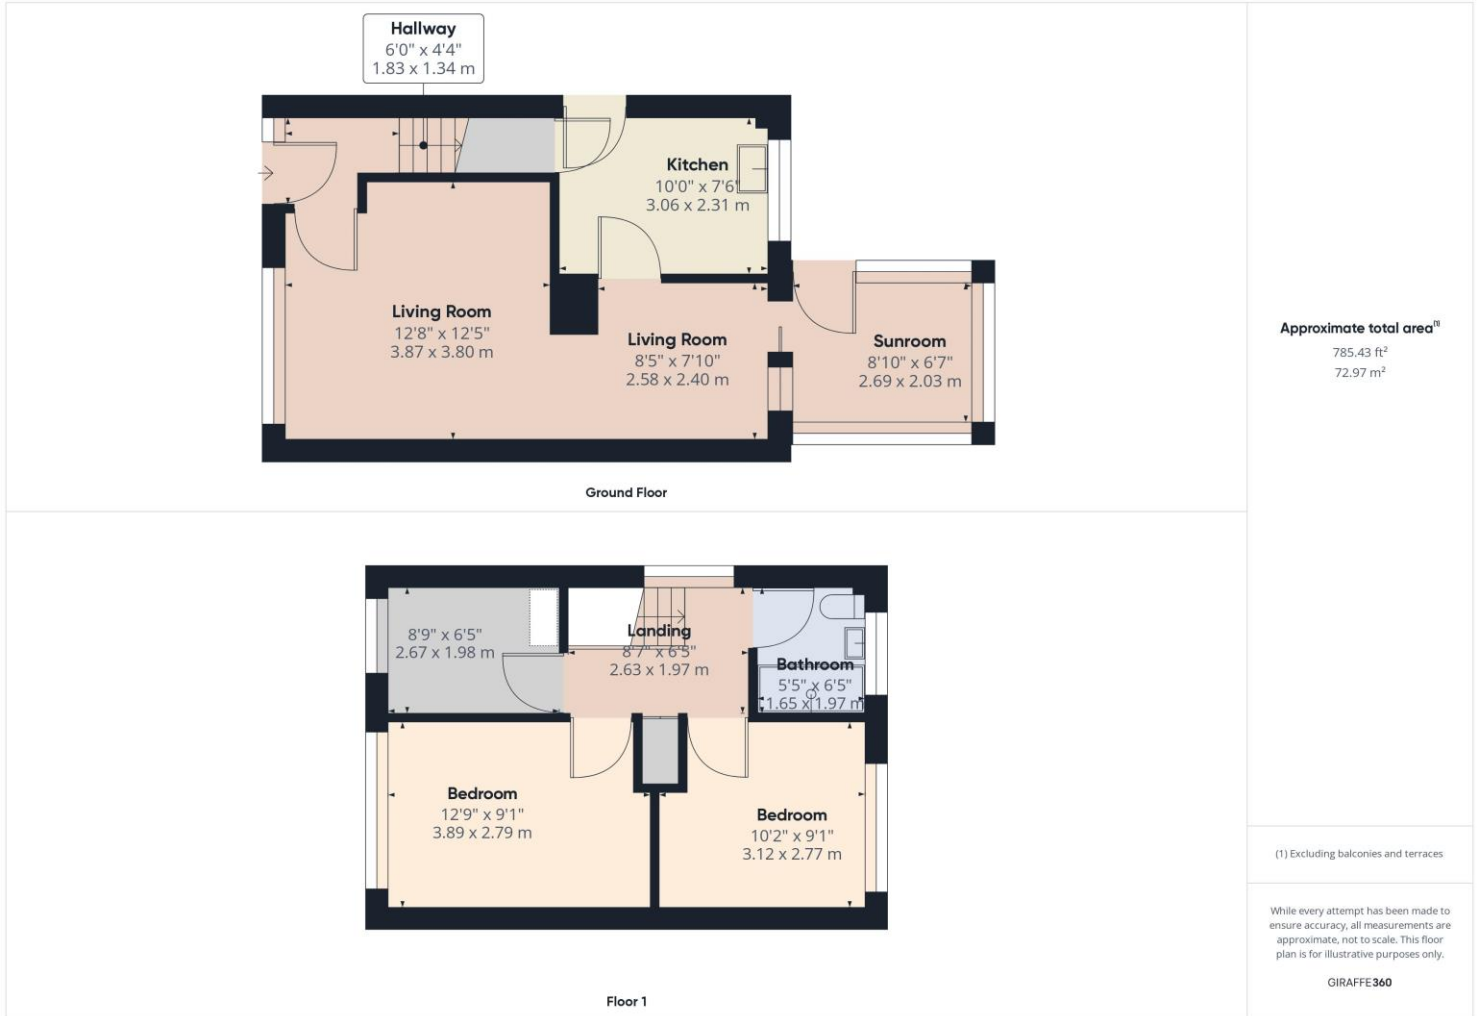 Hallway
6'0" x 4'4"
1.83 x 1.34 m
Kitchen
10'0" x 7'6"
3.06 x 2.31 m
Living Room
12'8" x 12'5"
3.87 x 3.80 m
Living Room
8'5" x 7'10"
2.58 x 2.40 m
Sunroom
8'10" x 6'7"
2.69 x 2.03 m
Ground Floor
Approximate total area(1)
785.43 ft²
72.97 m²
8'9" x 6'5"
2.67 x 1.98 m
Landing
8'7" x 6'5"
2.63 x 1.97 m
Bathroom
5'5" x 6'5"
1.65 x 1.97 m
Bedroom
12'9" x 9'1"
3.89 x 2.79 m
Bedroom
10'2" x 9'1"
3.12 x 2.77 m
Floor 1
(1) Excluding balconies and terraces
While every attempt has been made to
ensure accuracy, all measurements are
approximate, not to scale. This floor
plan is for illustrative purposes only.
GIRAFFE360